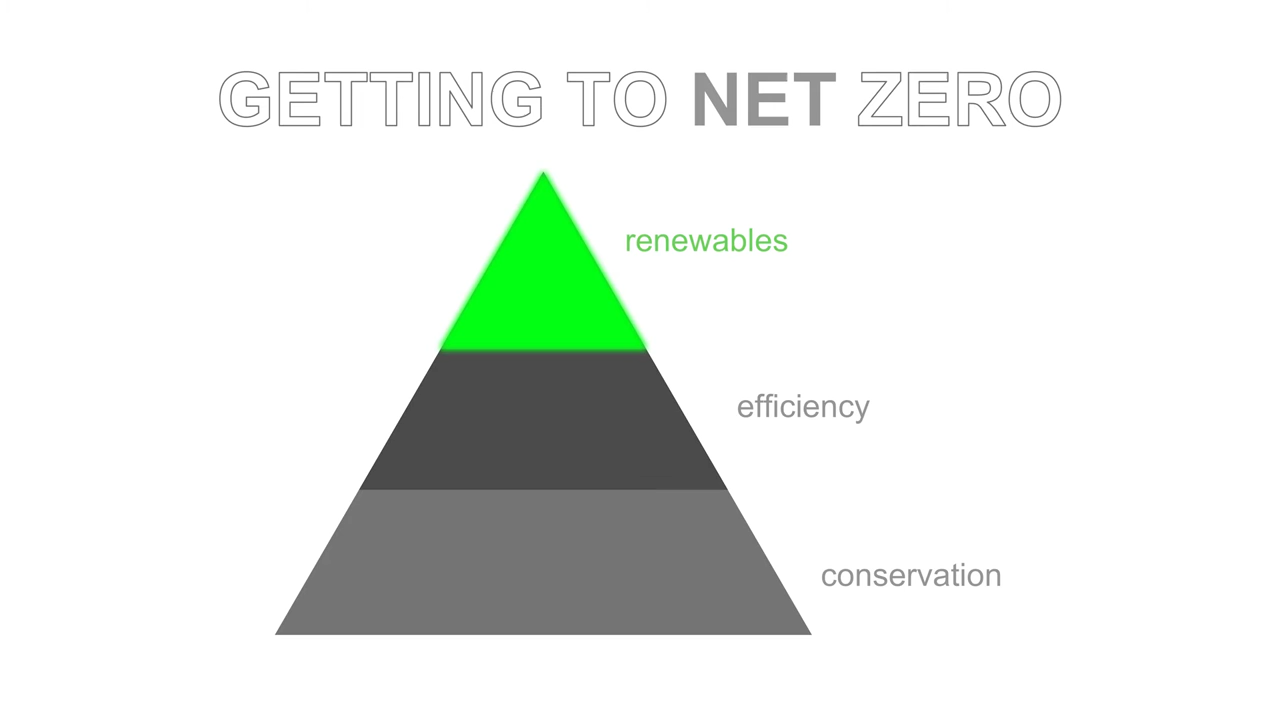 GETTING TO NET ZERO
renewables
efficiency
conservation